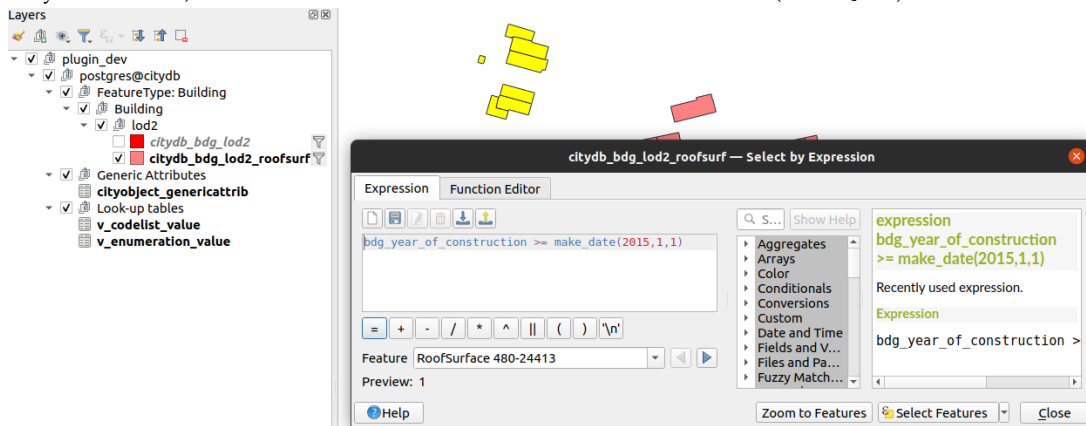 Layers
plugin_dev
postgres@citydb
FeatureType: Building
Building
lod2
citydb_bdg_lod2
citydb_bdg_lod2_roofsurf
Generic Attributes
cityobject_genericattrib
Look-up tables
v_codelist_value
v_enumeration_value
citydb_bdg_lod2_roofsurf — Select by Expression
Expression
Function Editor
bdg_year_of_construction >= make_date(2015,1,1)
= + - / * ^ || ( ) '\n'
Feature RoofSurface 480-24413
Preview: 1
S... Show Help
Aggregates
Arrays
Color
Conditionals
Conversions
Custom
Date and Time
Fields and V...
Files and Pa...
Fuzzy Match...
expression
bdg_year_of_construction
>= make_date(2015,1,1)
Recently used expression.
Expression
bdg_year_of_construction >
Help
Zoom to Features
Select Features
Close